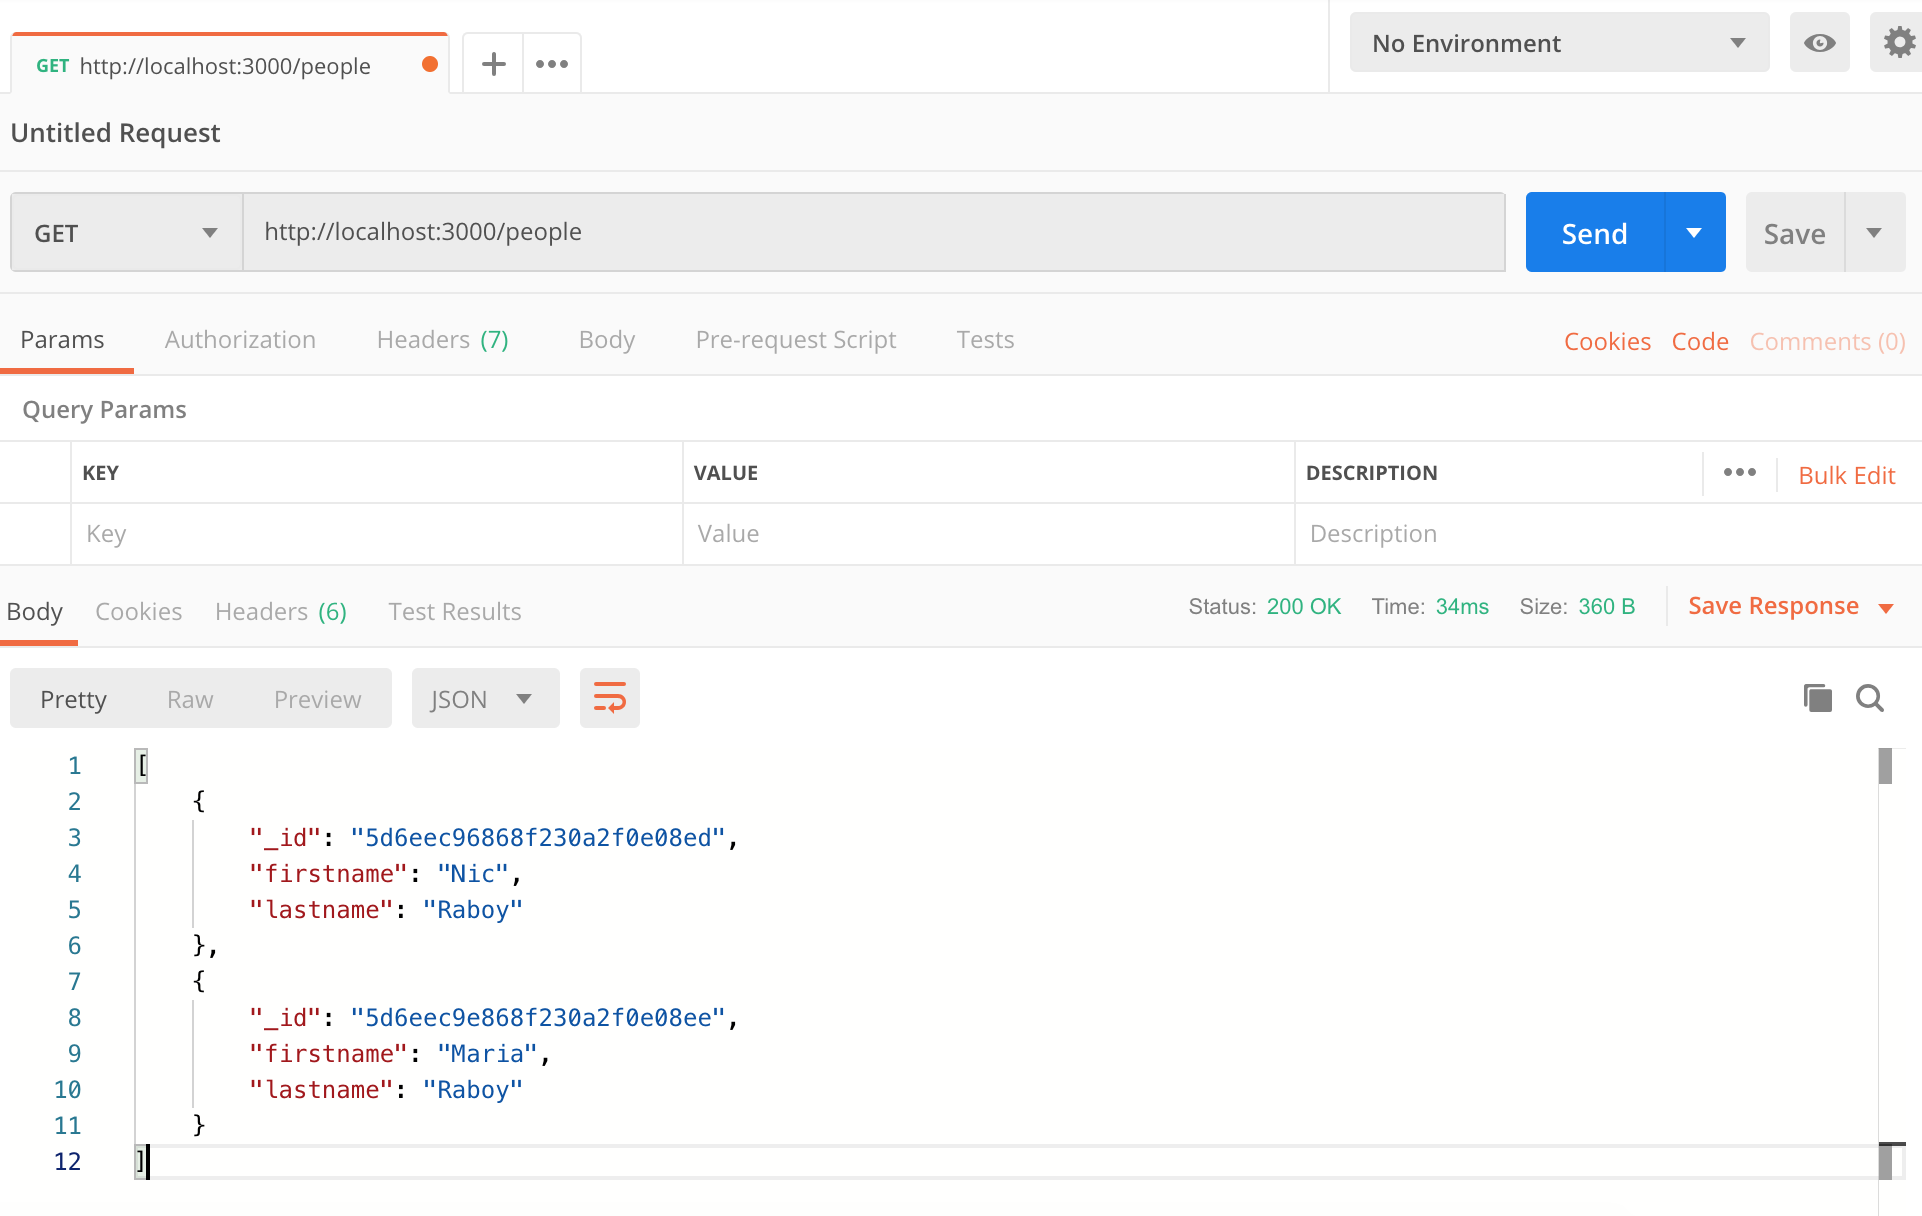 GET http://localhost:3000/people
No Environment
Untitled Request
GET http://localhost:3000/people Send Save
Params Authorization Headers (7) Body Pre-request Script Tests Cookies Code Comments (0)
Query Params
KEY VALUE DESCRIPTION Bulk Edit
Key Value Description
Body Cookies Headers (6) Test Results Status: 200 OK Time: 34ms Size: 360 B Save Response
Pretty Raw Preview JSON
1 [
2 {
3 "_id": "5d6eec96868f230a2f0e08ed",
4 "firstname": "Nic",
5 "lastname": "Raboy"
6 },
7 {
8 "_id": "5d6eec9e868f230a2f0e08ee",
9 "firstname": "Maria",
10 "lastname": "Raboy"
11 }
12 ]